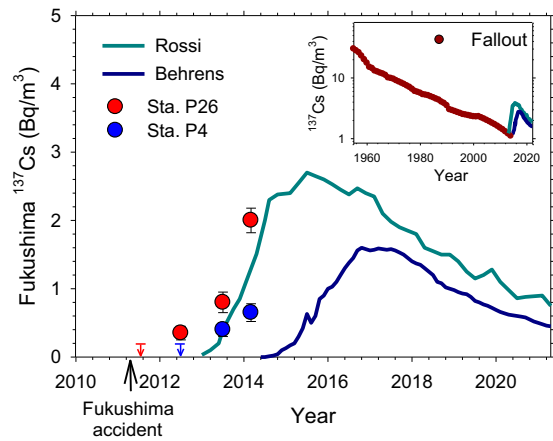 5
4
3
2
1
0
Fukushima ¹³⁷Cs (Bq/m³)
Rossi
Behrens
Sta. P26
Sta. P4
Fallout
10
1
¹³⁷Cs (Bq/m³)
1960 1980 2000 2020
Year
2010 2012 2014 2016 2018 2020
Fukushima
accident
Year